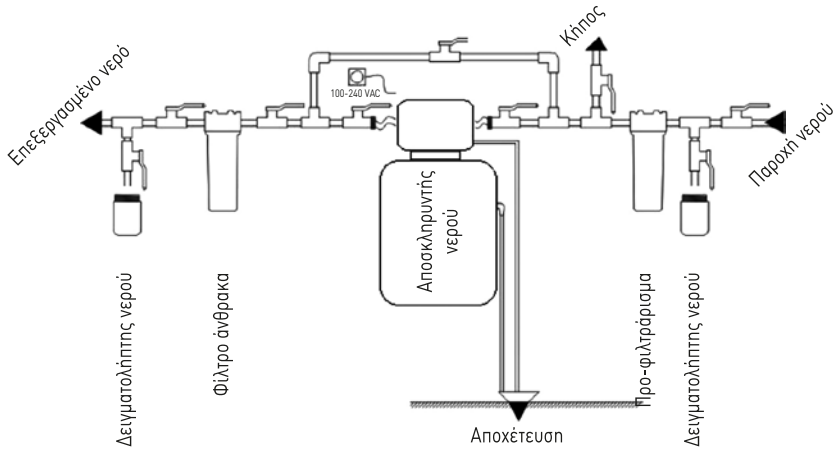 Επεξεργασμένο νερό
100-240 VAC
Κήπος
Παροχή νερού
Αποσκληρυντής
νερού
Δειγματολήπτης νερού
Φίλτρο άνθρακα
Προ-φιλτράρισμα
Δειγματολήπτης νερού
Αποχέτευση